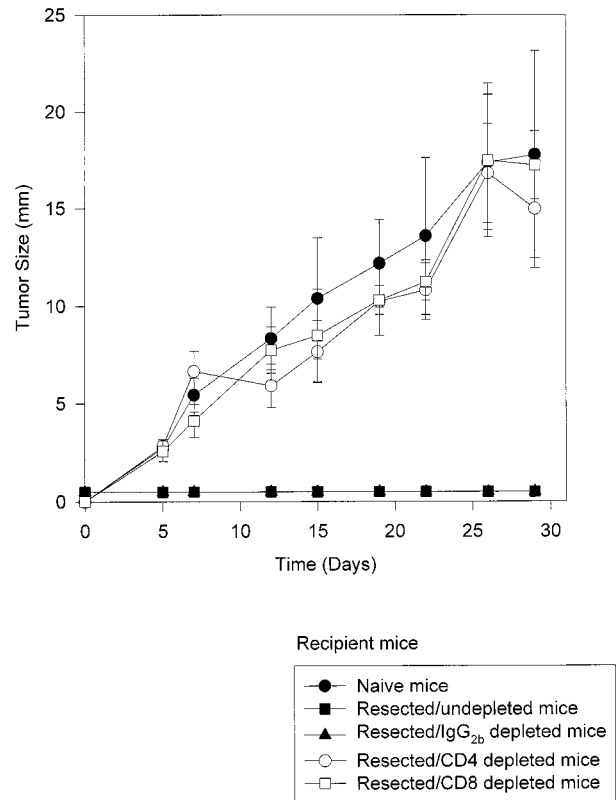 25
20
15
10
5
0
Tumor Size (mm)
0 5 10 15 20 25 30
Time (Days)
Recipient mice
Naive mice
Resected/undepleted mice
Resected/IgG2b depleted mice
Resected/CD4 depleted mice
Resected/CD8 depleted mice